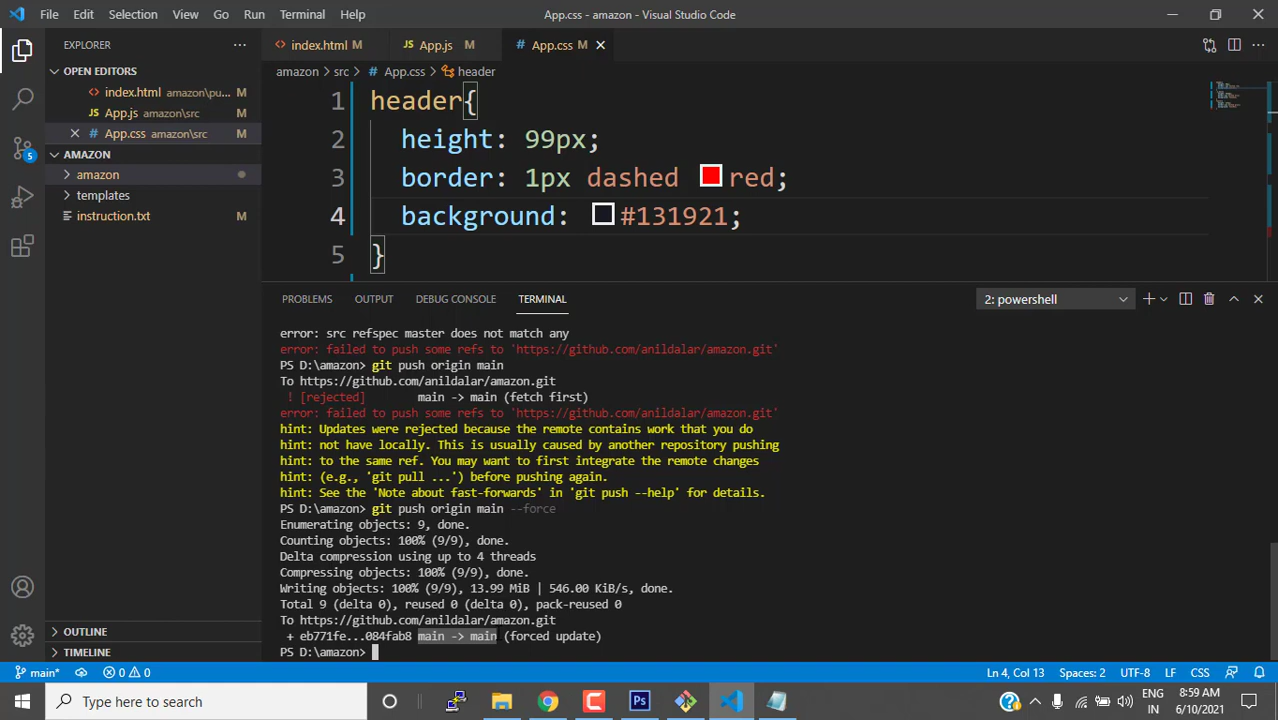 File Edit Selection View Go Run Terminal Help
App.css - amazon - Visual Studio Code
EXPLORER
OPEN EDITORS
index.html amazon\pu... M
App.js amazon\src M
App.css amazon\src M
AMAZON
amazon
templates
instruction.txt M
OUTLINE
TIMELINE
5
index.html M
App.js M
App.css M
amazon > src > App.css > header
1 header{
2 height: 99px;
3 border: 1px dashed red;
4 background: #131921;
5 }
PROBLEMS OUTPUT DEBUG CONSOLE TERMINAL
2: powershell
error: src refspec master does not match any
error: failed to push some refs to 'https://github.com/anildalar/amazon.git'
PS D:\amazon> git push origin main
To https://github.com/anildalar/amazon.git
! [rejected] main -> main (fetch first)
error: failed to push some refs to 'https://github.com/anildalar/amazon.git'
hint: Updates were rejected because the remote contains work that you do
hint: not have locally. This is usually caused by another repository pushing
hint: to the same ref. You may want to first integrate the remote changes
hint: (e.g., 'git pull ...') before pushing again.
hint: See the 'Note about fast-forwards' in 'git push --help' for details.
PS D:\amazon> git push origin main --force
Enumerating objects: 9, done.
Counting objects: 100% (9/9), done.
Delta compression using up to 4 threads
Compressing objects: 100% (9/9), done.
Writing objects: 100% (9/9), 13.99 MiB | 546.00 KiB/s, done.
Total 9 (delta 0), reused 0 (delta 0), pack-reused 0
To https://github.com/anildalar/amazon.git
+ eb771fe...084fab8 main -> main (forced update)
PS D:\amazon>
main* 0 0
Ln 4, Col 13 Spaces: 2 UTF-8 LF CSS
Type here to search
Ps
ENG
IN
8:59 AM
6/10/2021